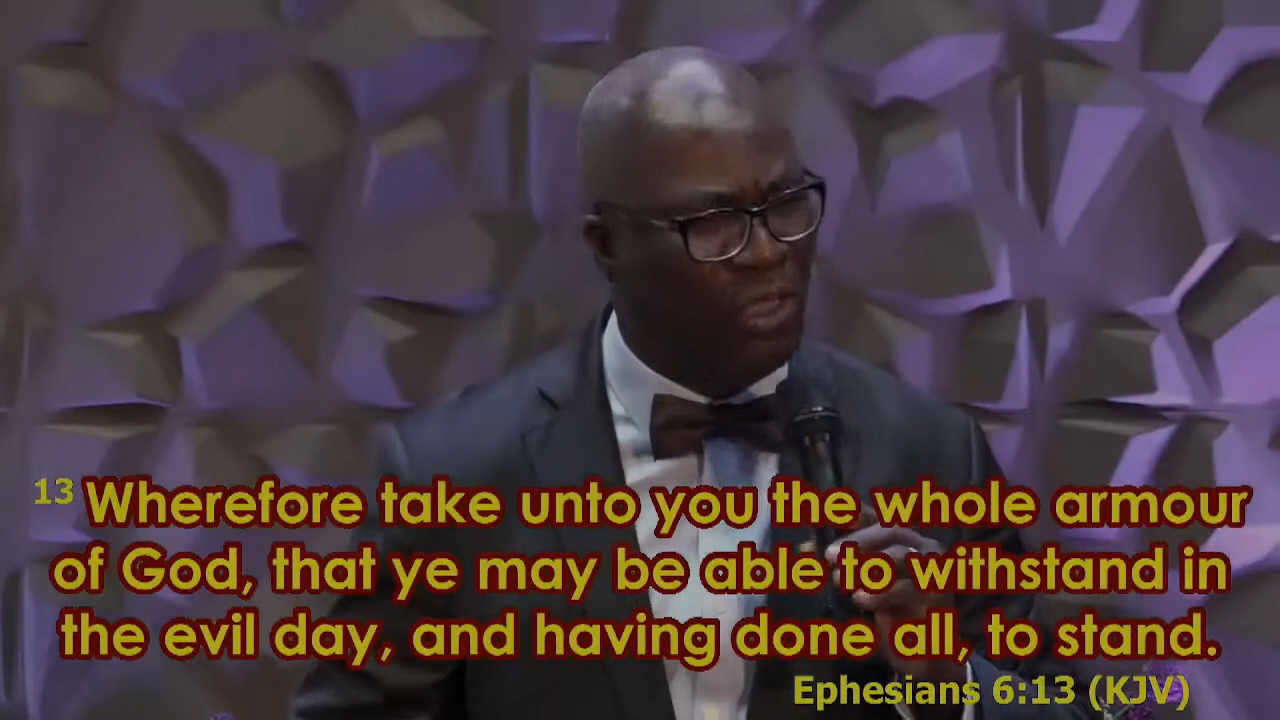 13 Wherefore take unto you the whole armour
of God, that ye may be able to withstand in
the evil day, and having done all, to stand.
Ephesians 6:13 (KJV)